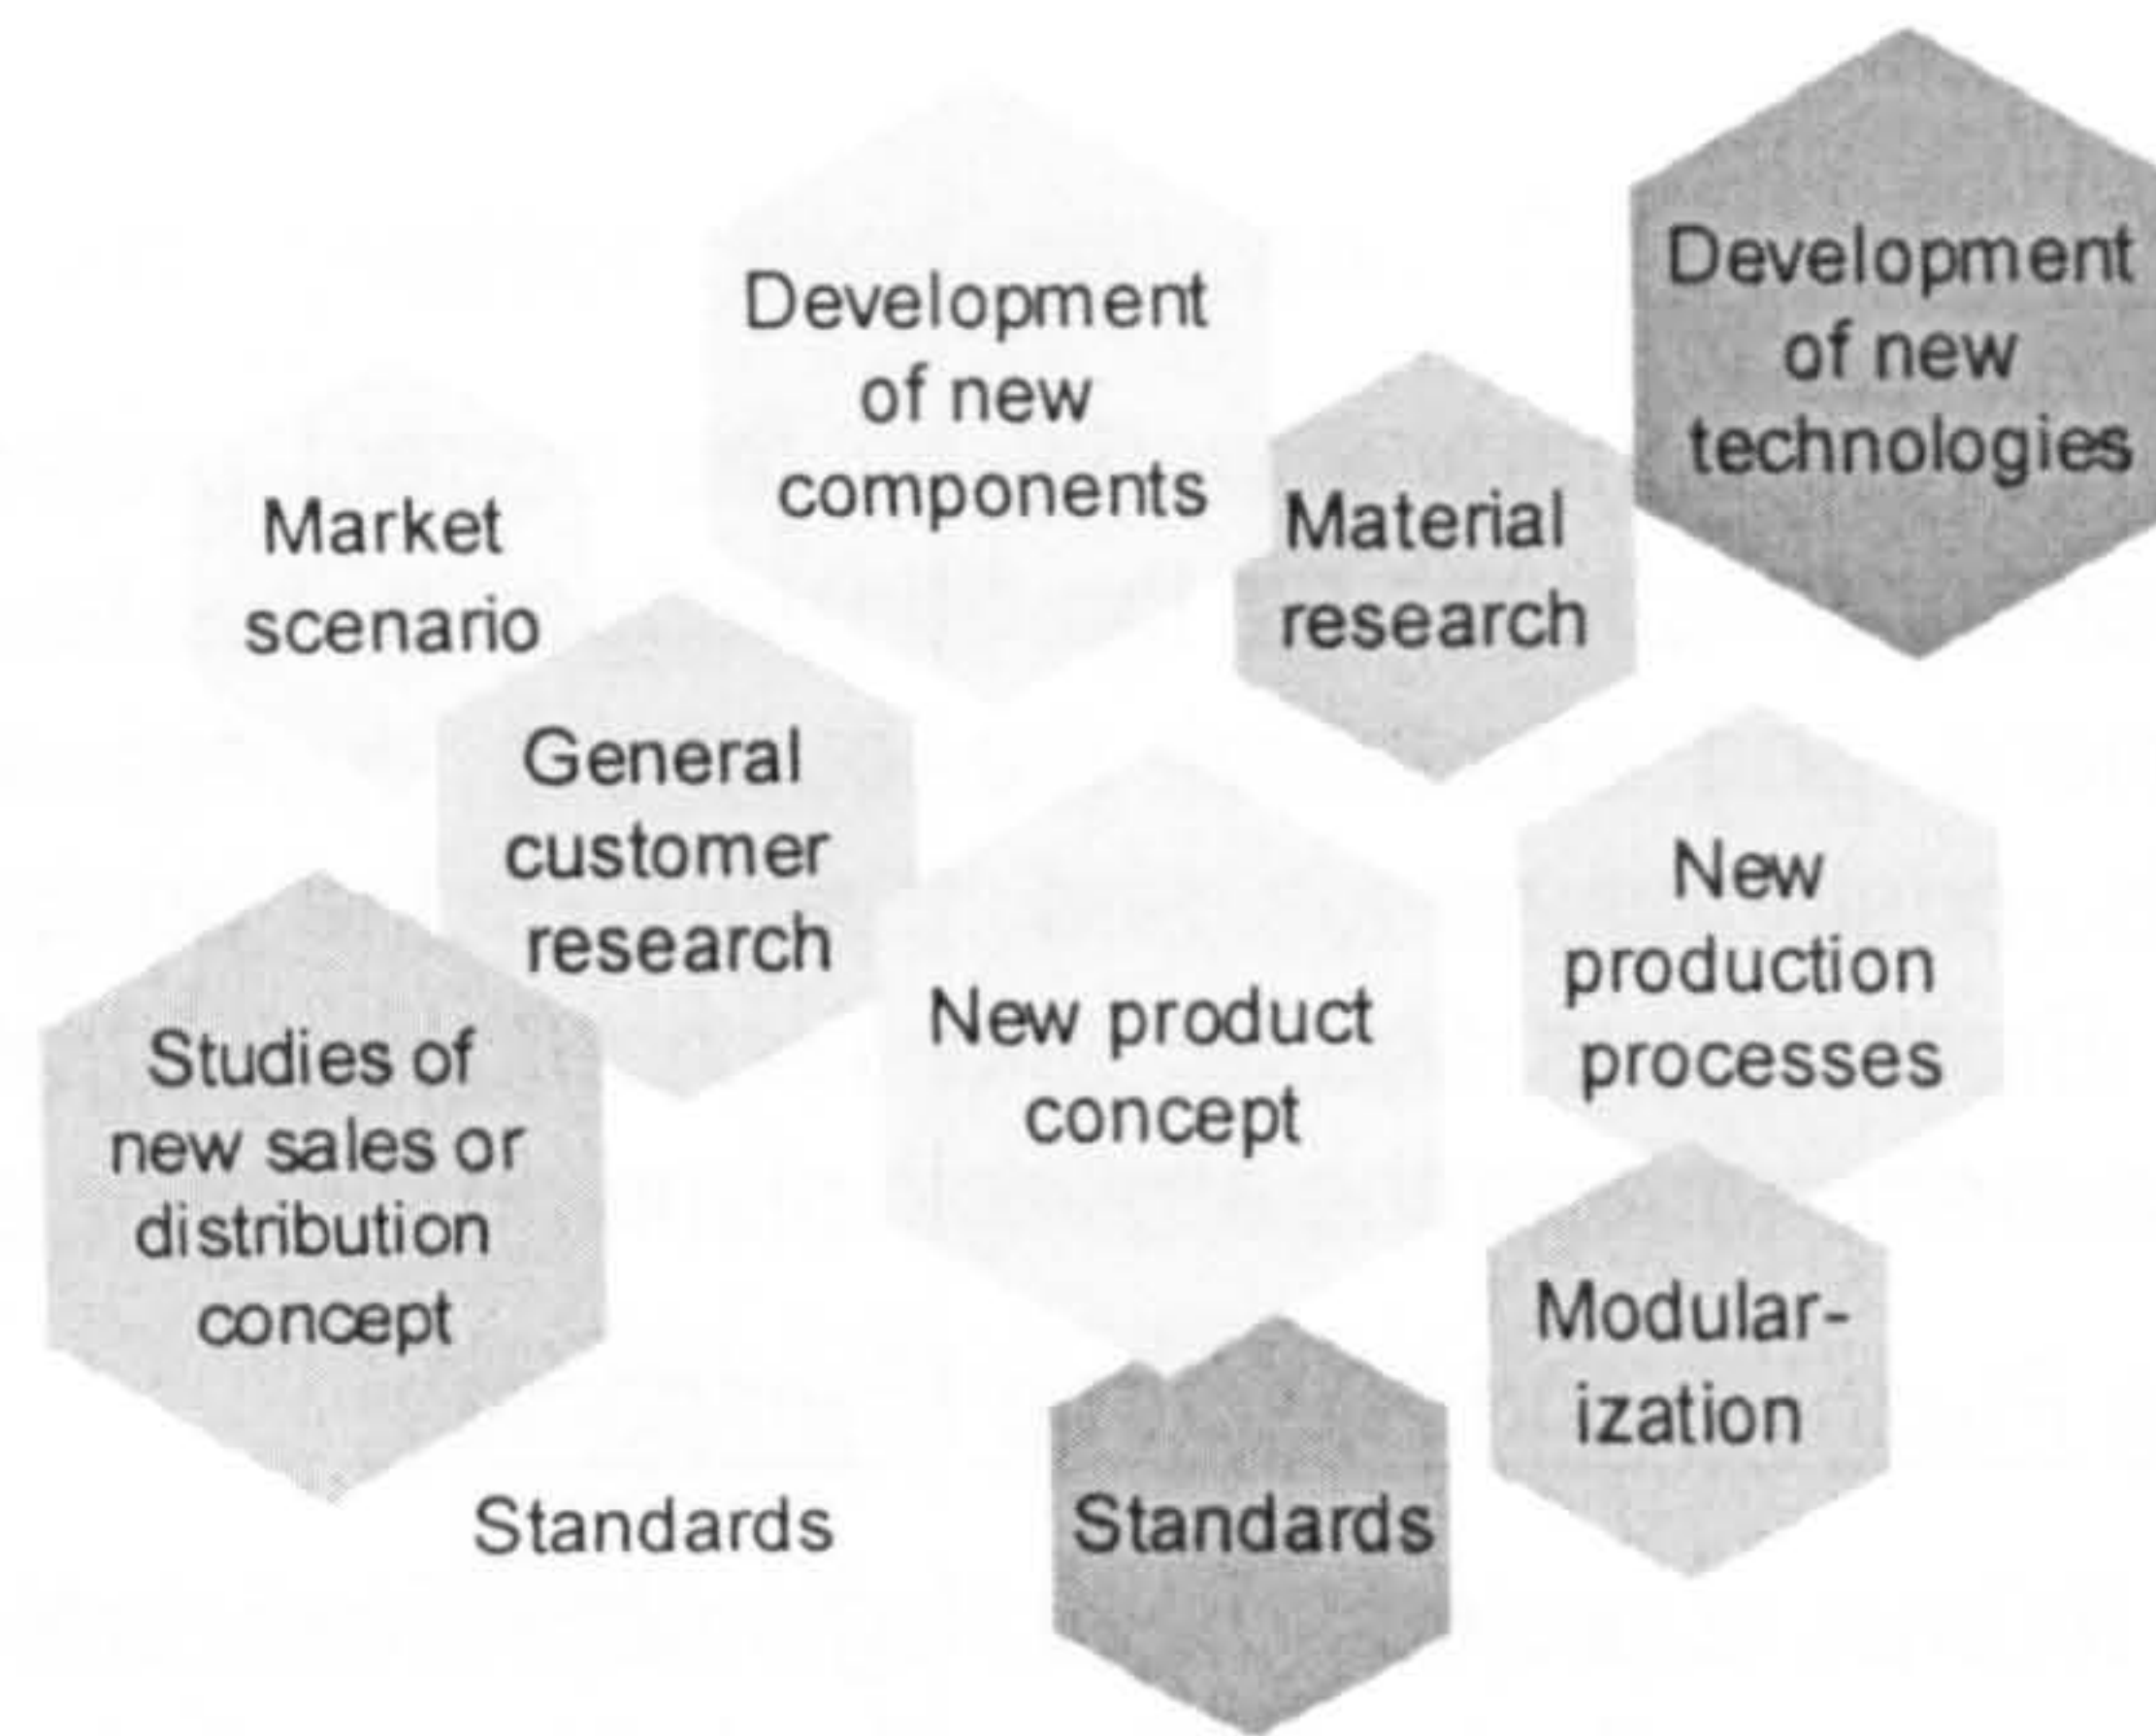 Development
of new
technologies
Development
of new
components
Material
research
Market
scenario
General
customer
research
New
production
processes
New product
concept
Studies of
new sales or
distribution
concept
Modular-
ization
Standards
Standards